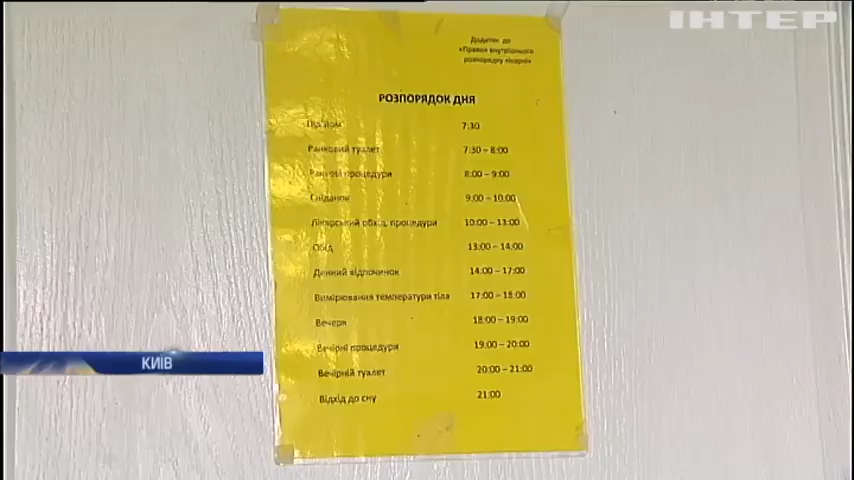 ІНТЕР
Додаток до
«Правил внутрішнього
розпорядку лікарні»
РОЗПОРЯДОК ДНЯ
Підйом 7:30
Ранковий туалет 7:30 – 8:00
Ранкові процедури 8:00 – 9:00
Сніданок 9:00 – 10:00
Лікарський обхід, процедури 10:00 – 13:00
Обід 13:00 – 14:00
Денний відпочинок 14:00 – 17:00
Вимірювання температури тіла 17:00 – 18:00
Вечеря 18:00 – 19:00
Вечірні процедури 19:00 – 20:00
Вечірній туалет 20:00 – 21:00
Відхід до сну 21:00
КИЇВ